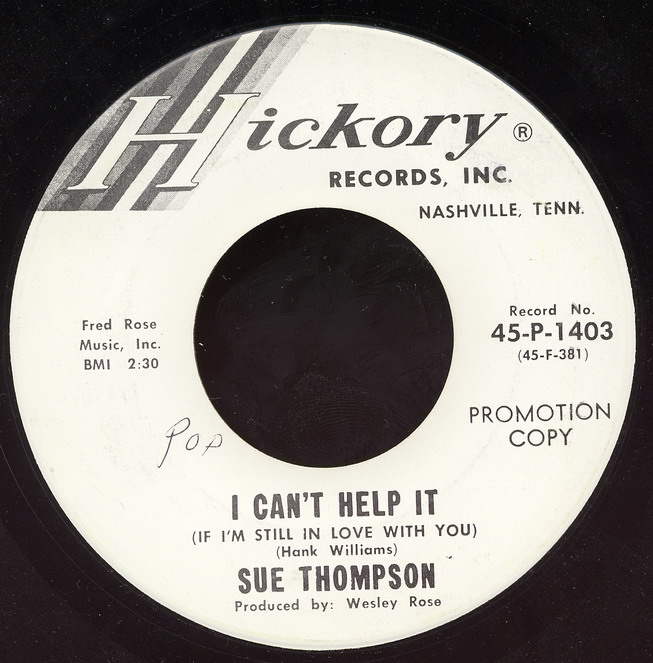 Hickory ®
RECORDS, INC.
NASHVILLE, TENN.
Fred Rose
Music, Inc.
BMI 2:30
Record No.
45-P-1403
(45-F-381)
PROMOTION
COPY
Pop
I CAN'T HELP IT
(IF I'M STILL IN LOVE WITH YOU)
(Hank Williams)
SUE THOMPSON
Produced by: Wesley Rose